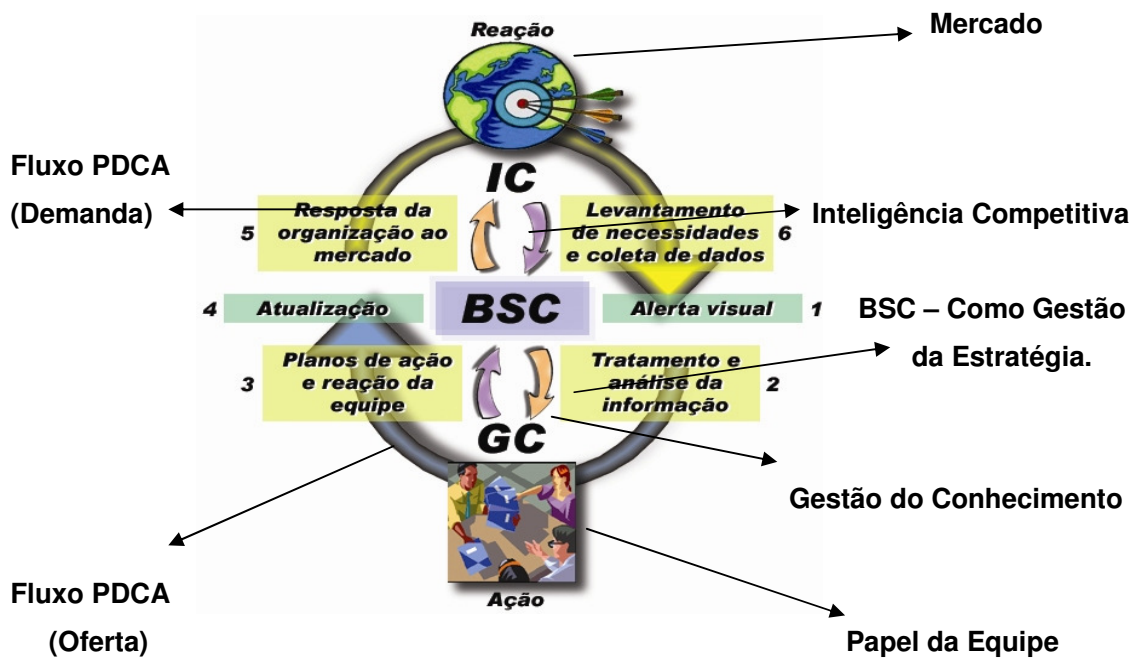 Reação
Mercado
Fluxo PDCA
(Demanda)
IC
5
Resposta da
organização ao
mercado
Levantamento
de necessidades
e coleta de dados
6
Inteligência Competitiva
4
Atualização
BSC
Alerta visual
1
BSC – Como Gestão
da Estratégia.
3
Planos de ação
e reação da
equipe
Tratamento e
análise da
informação
2
GC
Gestão do Conhecimento
Fluxo PDCA
(Oferta)
Ação
Papel da Equipe